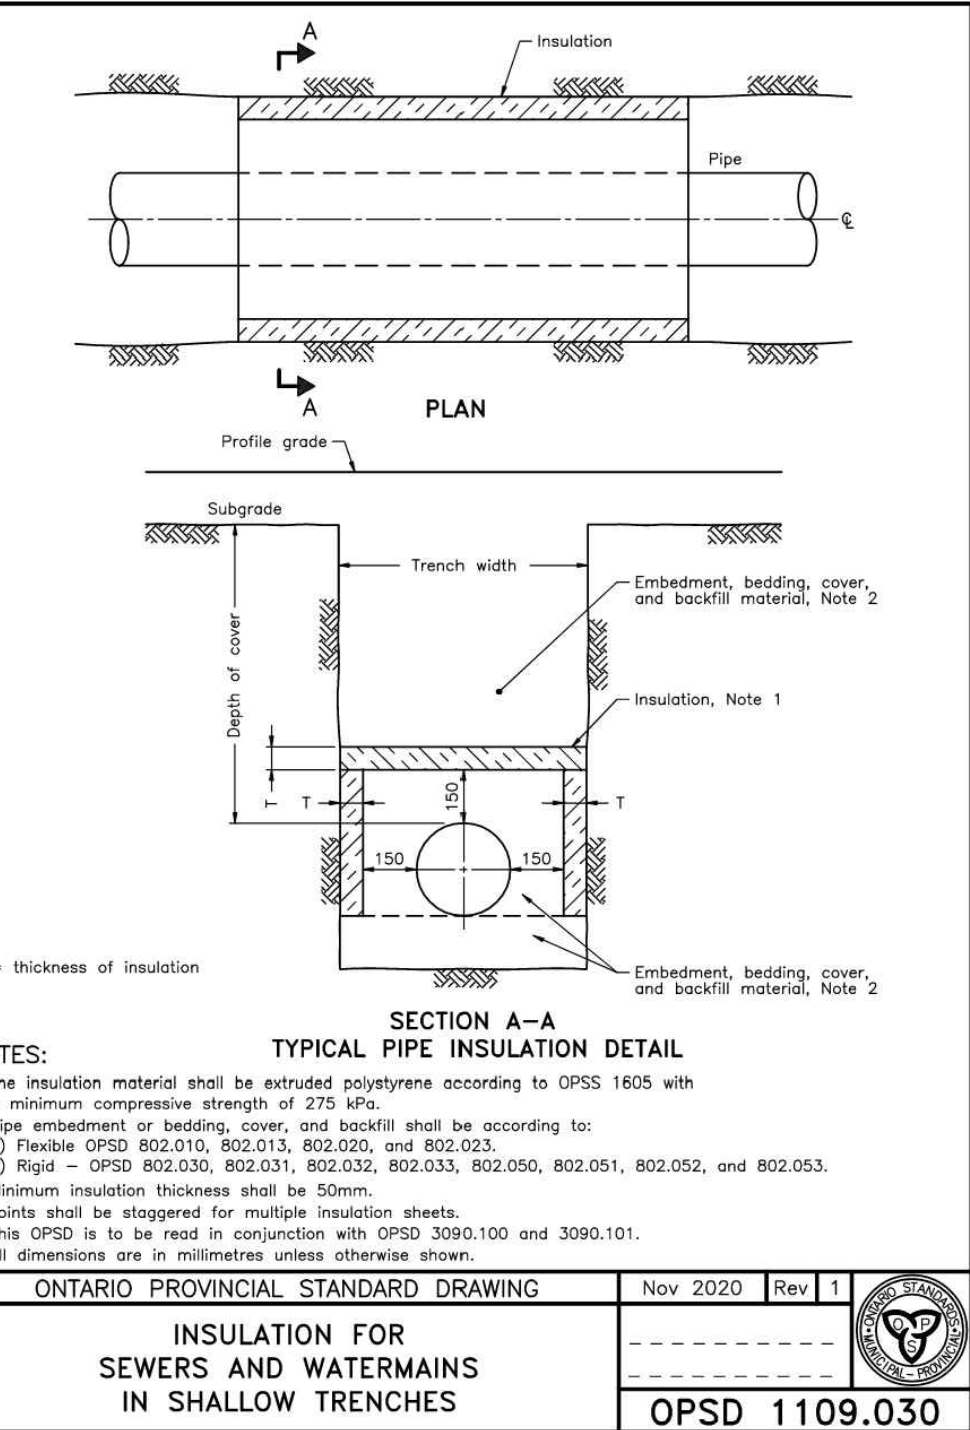 A
Insulation
Pipe
℄
A
PLAN
Profile grade
Subgrade
Trench width
Embedment, bedding, cover,
and backfill material, Note 2
Depth of cover
Insulation, Note 1
T
T
150
T
150
150
= thickness of insulation
Embedment, bedding, cover,
and backfill material, Note 2
SECTION A-A
TYPICAL PIPE INSULATION DETAIL
TES:
he insulation material shall be extruded polystyrene according to OPSS 1605 with
minimum compressive strength of 275 kPa.
ipe embedment or bedding, cover, and backfill shall be according to:
) Flexible OPSD 802.010, 802.013, 802.020, and 802.023.
) Rigid – OPSD 802.030, 802.031, 802.032, 802.033, 802.050, 802.051, 802.052, and 802.053.
inimum insulation thickness shall be 50mm.
oints shall be staggered for multiple insulation sheets.
his OPSD is to be read in conjunction with OPSD 3090.100 and 3090.101.
ll dimensions are in millimetres unless otherwise shown.
ONTARIO PROVINCIAL STANDARD DRAWING
Nov 2020
Rev
1
INSULATION FOR
SEWERS AND WATERMAINS
IN SHALLOW TRENCHES
ONTARIO STANDARDS
MUNICIPAL-PROVINCIAL
O P
S
OPSD 1109.030